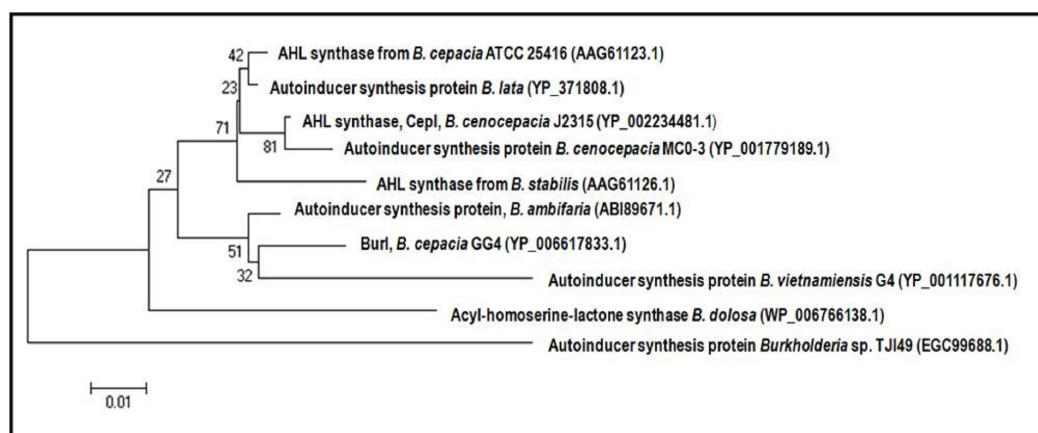 42
AHL synthase from B. cepacia ATCC 25416 (AAG61123.1)
23
Autoinducer synthesis protein B. lata (YP_371808.1)
AHL synthase, CepI, B. cenocepacia J2315 (YP_002234481.1)
71
81
Autoinducer synthesis protein B. cenocepacia MC0-3 (YP_001779189.1)
27
AHL synthase from B. stabilis (AAG61126.1)
Autoinducer synthesis protein, B. ambifaria (ABI89671.1)
51
BurI, B. cepacia GG4 (YP_006617833.1)
32
Autoinducer synthesis protein B. vietnamiensis G4 (YP_001117676.1)
Acyl-homoserine-lactone synthase B. dolosa (WP_006766138.1)
Autoinducer synthesis protein Burkholderia sp. TJI49 (EGC99688.1)
0.01